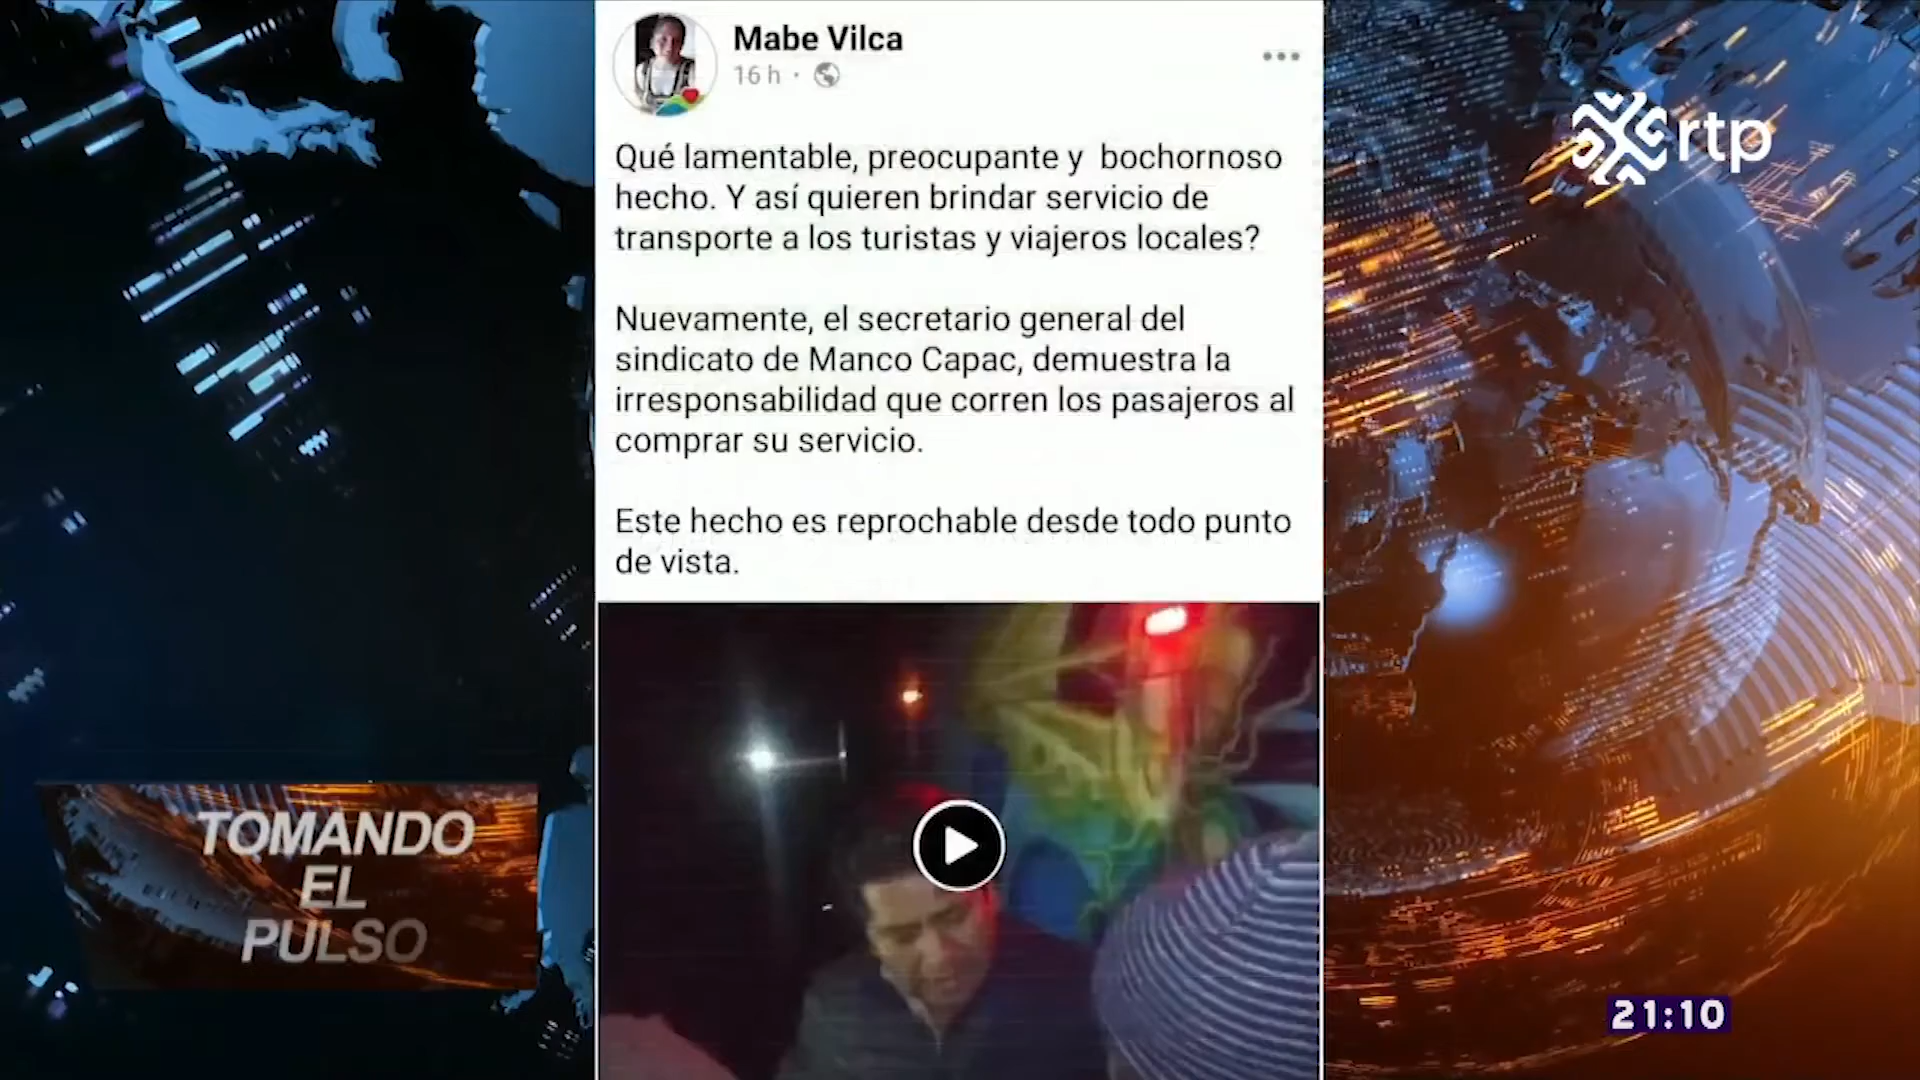 Mabe Vilca
16 h ·
Qué lamentable, preocupante y bochornoso
hecho. Y así quieren brindar servicio de
transporte a los turistas y viajeros locales?
Nuevamente, el secretario general del
sindicato de Manco Capac, demuestra la
irresponsabilidad que corren los pasajeros al
comprar su servicio.
Este hecho es reprochable desde todo punto
de vista.
rtp
TOMANDO
EL
PULSO
21:10